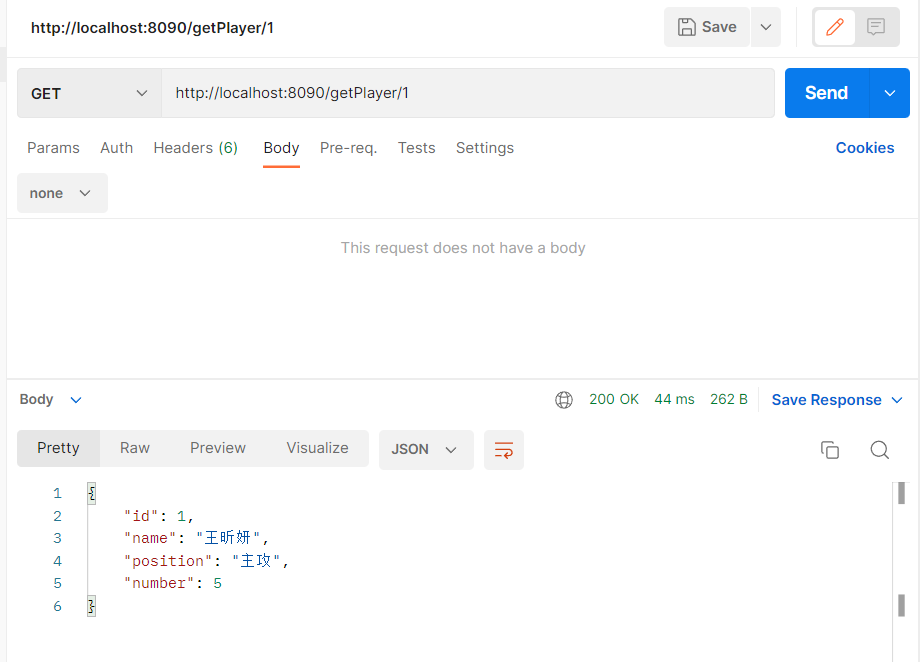 http://localhost:8090/getPlayer/1 Save
GET http://localhost:8090/getPlayer/1 Send
Params Auth Headers (6) Body Pre-req. Tests Settings Cookies
none
This request does not have a body
Body 200 OK 44 ms 262 B Save Response
Pretty Raw Preview Visualize JSON
1 {
2 "id": 1,
3 "name": "王昕妍",
4 "position": "主攻",
5 "number": 5
6 }